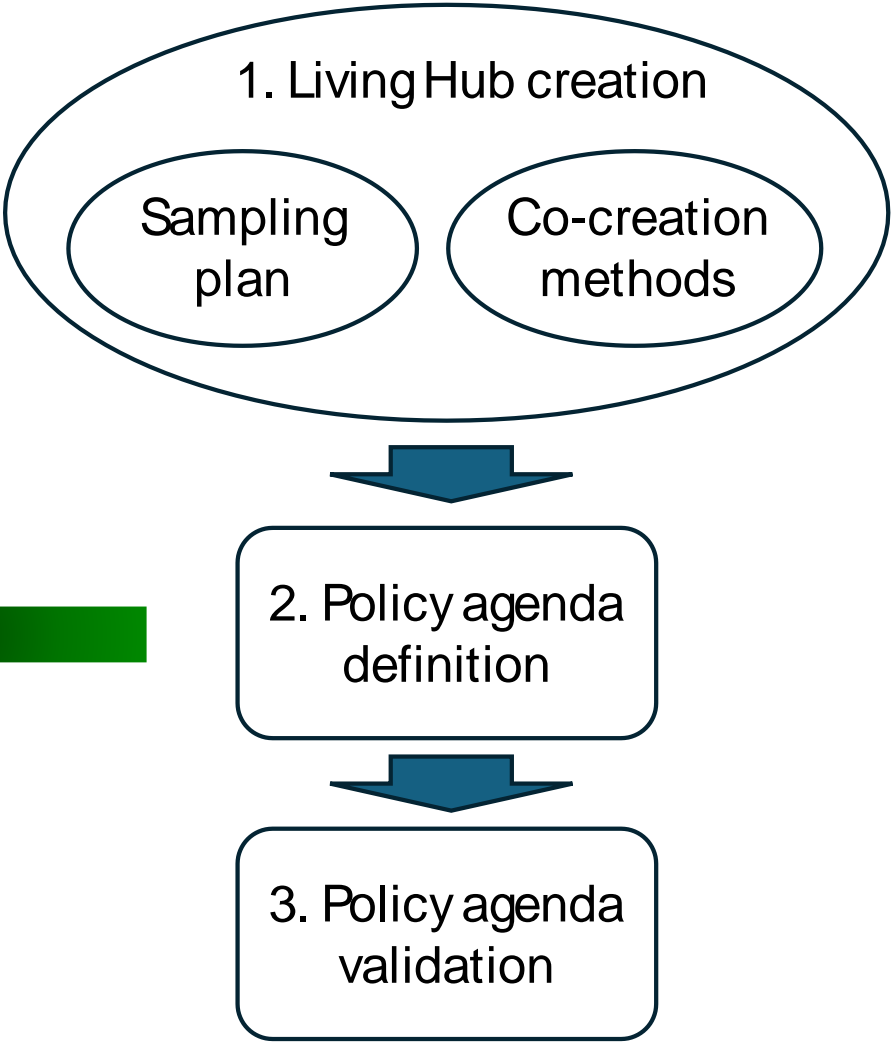 1. Living Hub creation
Sampling
plan
Co-creation
methods
2. Policy agenda
definition
3. Policy agenda
validation